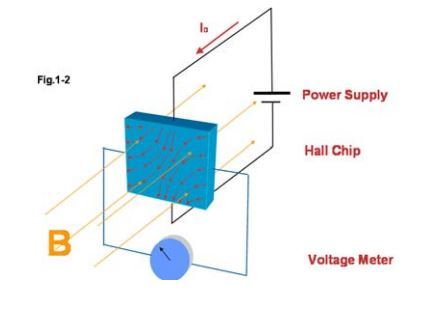 I₀
Fig.1-2
Power Supply
Hall Chip
B
Voltage Meter